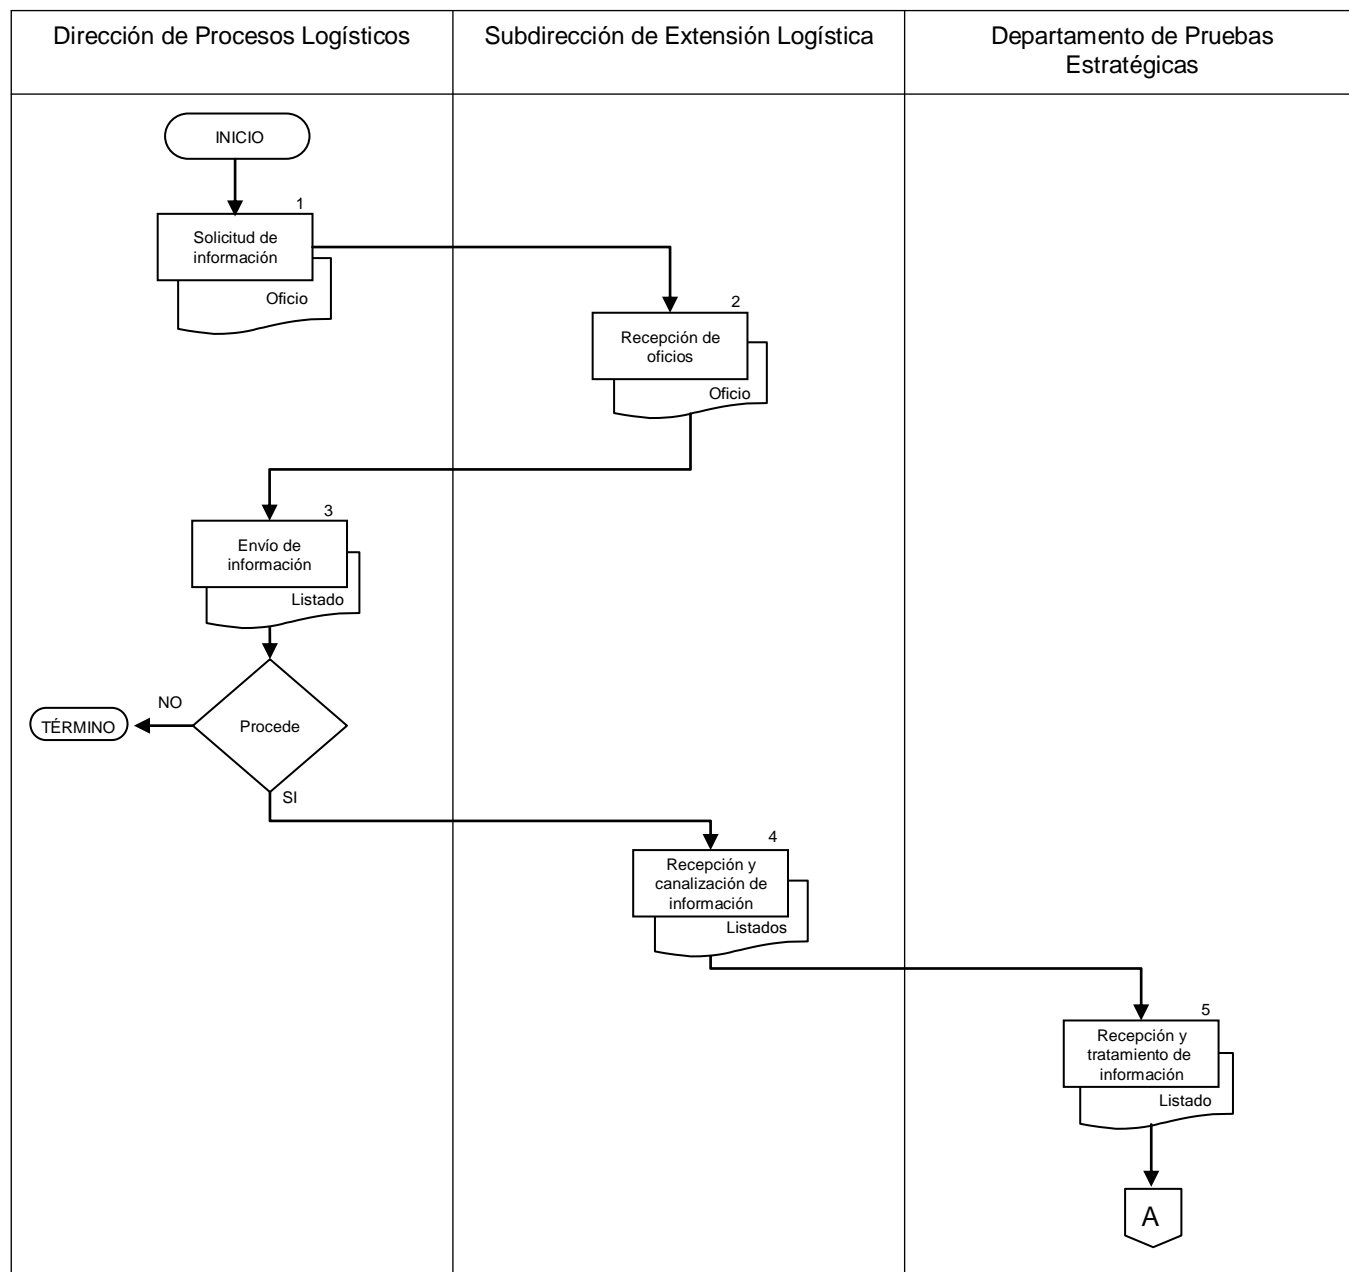 Dirección de Procesos Logísticos
Subdirección de Extensión Logística
Departamento de Pruebas
Estratégicas
INICIO
1
Solicitud de
información
Oficio
2
Recepción de
oficios
Oficio
3
Envío de
información
Listado
Procede
NO
TÉRMINO
SI
4
Recepción y
canalización de
información
Listados
5
Recepción y
tratamiento de
información
Listado
A